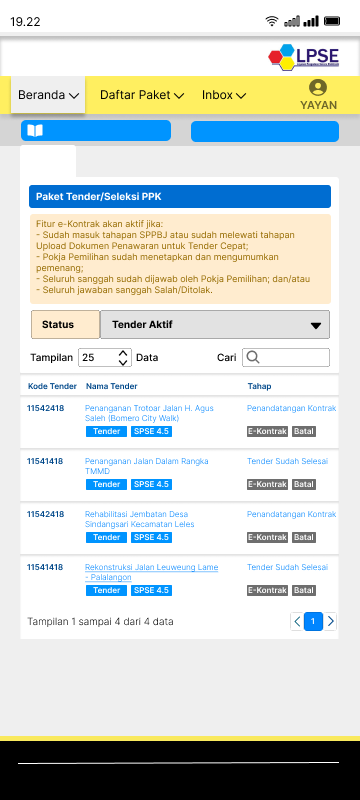 19.22
LPSE
Beranda
Daftar Paket
Inbox
YAYAN
Paket Tender/Seleksi PPK
Fitur e-Kontrak akan aktif jika:
- Sudah masuk tahapan SPPBJ atau sudah melewati tahapan
Upload Dokumen Penawaran untuk Tender Cepat;
- Pokja Pemilihan sudah menetapkan dan mengumumkan
pemenang;
- Seluruh sanggah sudah dijawab oleh Pokja Pemilihan; dan/atau
- Seluruh jawaban sanggah Salah/Ditolak.
Status
Tender Aktif
Tampilan 25 Data
Cari
Kode Tender Nama Tender Tahap
11542418 Penanganan Trotoar Jalan H. Agus Penandatangan Kontrak
Saleh (Bomero City Walk)
Tender SPSE 4.5 E-Kontrak Batal
11541418 Penanganan Jalan Dalam Rangka Tender Sudah Selesai
TMMD
Tender SPSE 4.5 E-Kontrak Batal
11542418 Rehabilitasi Jembatan Desa Penandatangan Kontrak
Sindangsari Kecamatan Leles
Tender SPSE 4.5 E-Kontrak Batal
11541418 Rekonstruksi Jalan Leuweung Lame Tender Sudah Selesai
- Palalangon
Tender SPSE 4.5 E-Kontrak Batal
Tampilan 1 sampai 4 dari 4 data
1